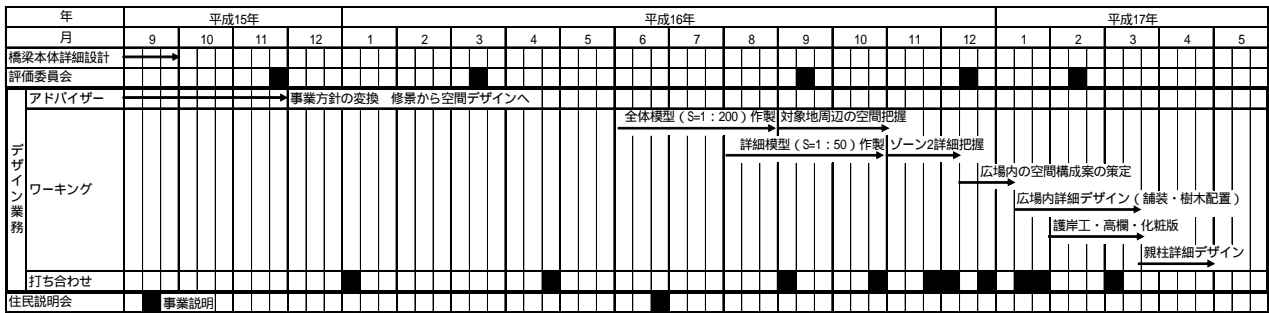 年 平成15年 平成16年 平成17年
月 9 10 11 12 1 2 3 4 5 6 7 8 9 10 11 12 1 2 3 4 5
橋梁本体詳細設計
評価委員会
デザイン業務
アドバイザー 事業方針の変換 修景から空間デザインへ
ワーキング
全体模型(S=1:200)作製 対象地周辺の空間把握
詳細模型(S=1:50)作製 ゾーン2詳細把握
広場内の空間構成案の策定
広場内詳細デザイン(舗装・樹木配置)
護岸工・高欄・化粧版
親柱詳細デザイン
打ち合わせ
住民説明会 事業説明